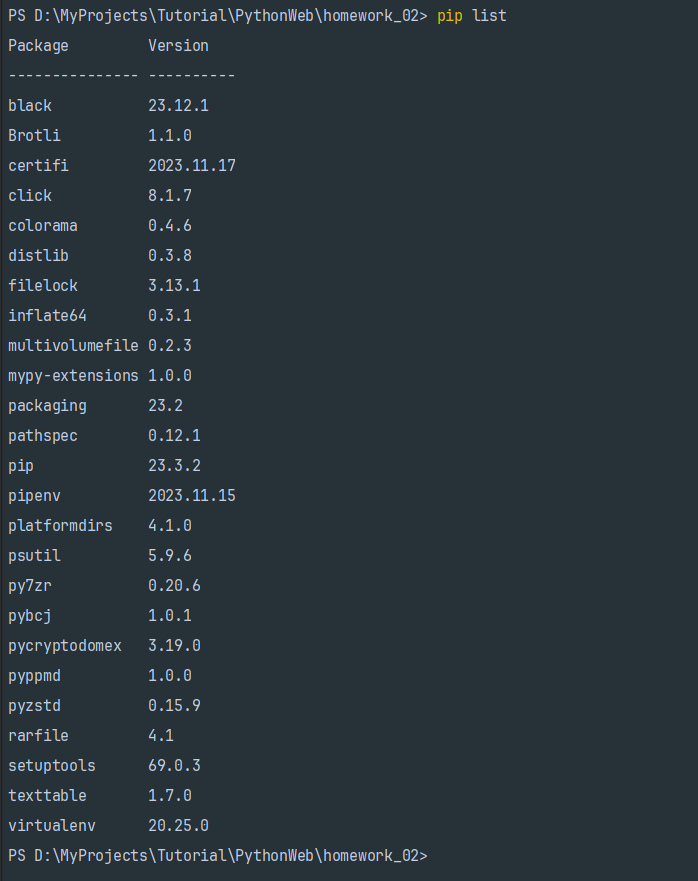 PS D:\MyProjects\Tutorial\PythonWeb\homework_02> pip list
Package         Version
--------------- ----------
black           23.12.1
Brotli          1.1.0
certifi         2023.11.17
click           8.1.7
colorama        0.4.6
distlib         0.3.8
filelock        3.13.1
inflate64       0.3.1
multivolumefile 0.2.3
mypy-extensions 1.0.0
packaging       23.2
pathspec        0.12.1
pip             23.3.2
pipenv          2023.11.15
platformdirs    4.1.0
psutil          5.9.6
py7zr           0.20.6
pybcj           1.0.1
pycryptodomex   3.19.0
pyppmd          1.0.0
pyzstd          0.15.9
rarfile         4.1
setuptools      69.0.3
texttable       1.7.0
virtualenv      20.25.0
PS D:\MyProjects\Tutorial\PythonWeb\homework_02>